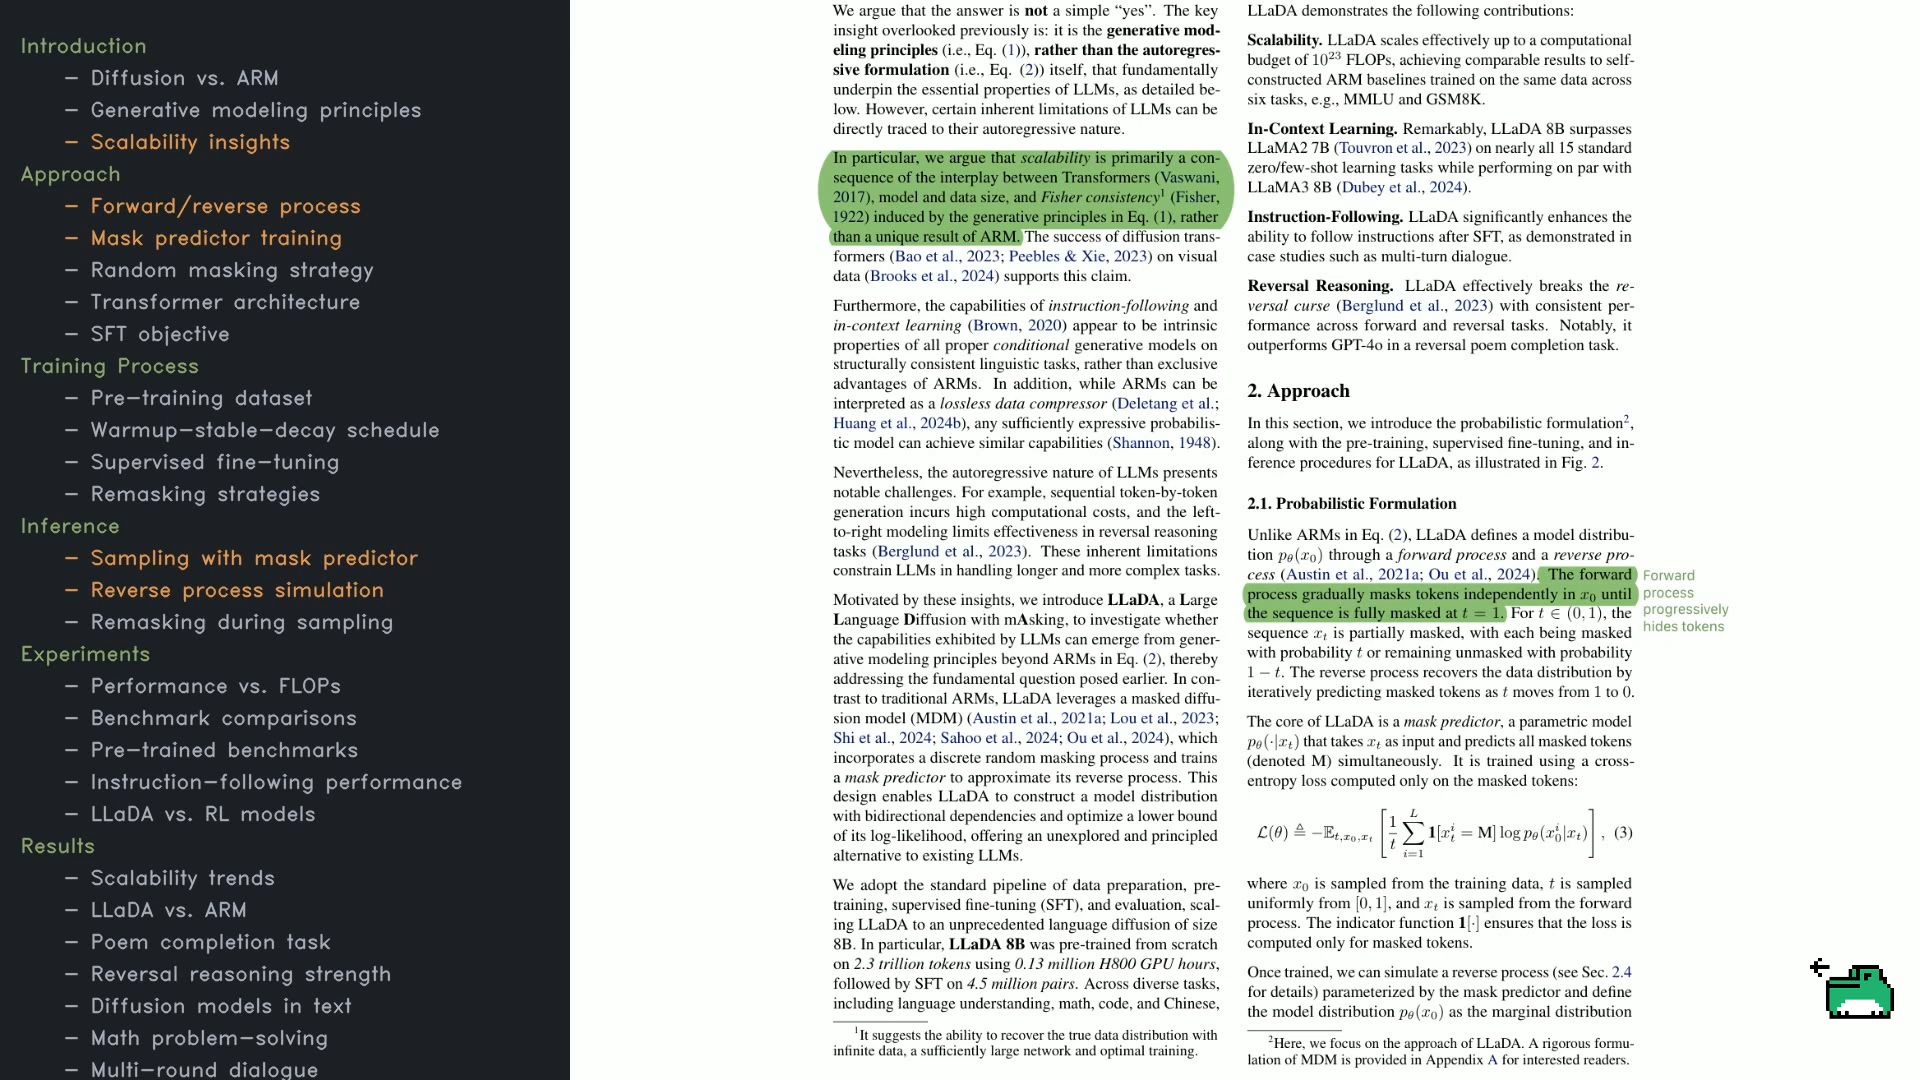 Introduction
– Diffusion vs. ARM
– Generative modeling principles
– Scalability insights
Approach
– Forward/reverse process
– Mask predictor training
– Random masking strategy
– Transformer architecture
– SFT objective
Training Process
– Pre-training dataset
– Warmup-stable-decay schedule
– Supervised fine-tuning
– Remasking strategies
Inference
– Sampling with mask predictor
– Reverse process simulation
– Remasking during sampling
Experiments
– Performance vs. FLOPs
– Benchmark comparisons
– Pre-trained benchmarks
– Instruction-following performance
– LLaDA vs. RL models
Results
– Scalability trends
– LLaDA vs. ARM
– Poem completion task
– Reversal reasoning strength
– Diffusion models in text
– Math problem-solving
– Multi-round dialogue
We argue that the answer is not a simple “yes”. The key
insight overlooked previously is: it is the generative mod-
eling principles (i.e., Eq. (1)), rather than the autoregres-
sive formulation (i.e., Eq. (2)) itself, that fundamentally
underpin the essential properties of LLMs, as detailed be-
low. However, certain inherent limitations of LLMs can be
directly traced to their autoregressive nature.
In particular, we argue that scalability is primarily a con-
sequence of the interplay between Transformers (Vaswani,
2017), model and data size, and Fisher consistency¹ (Fisher,
1922) induced by the generative principles in Eq. (1), rather
than a unique result of ARM. The success of diffusion trans-
formers (Bao et al., 2023; Peebles & Xie, 2023) on visual
data (Brooks et al., 2024) supports this claim.
Furthermore, the capabilities of instruction-following and
in-context learning (Brown, 2020) appear to be intrinsic
properties of all proper conditional generative models on
structurally consistent linguistic tasks, rather than exclusive
advantages of ARMs. In addition, while ARMs can be
interpreted as a lossless data compressor (Deletang et al.;
Huang et al., 2024b), any sufficiently expressive probabilis-
tic model can achieve similar capabilities (Shannon, 1948).
Nevertheless, the autoregressive nature of LLMs presents
notable challenges. For example, sequential token-by-token
generation incurs high computational costs, and the left-
to-right modeling limits effectiveness in reversal reasoning
tasks (Berglund et al., 2023). These inherent limitations
constrain LLMs in handling longer and more complex tasks.
Motivated by these insights, we introduce LLaDA, a Large
Language Diffusion with mAsking, to investigate whether
the capabilities exhibited by LLMs can emerge from gener-
ative modeling principles beyond ARMs in Eq. (2), thereby
addressing the fundamental question posed earlier. In con-
trast to traditional ARMs, LLaDA leverages a masked diffu-
sion model (MDM) (Austin et al., 2021a; Lou et al., 2023;
Shi et al., 2024; Sahoo et al., 2024; Ou et al., 2024), which
incorporates a discrete random masking process and trains
a mask predictor to approximate its reverse process. This
design enables LLaDA to construct a model distribution
with bidirectional dependencies and optimize a lower bound
of its log-likelihood, offering an unexplored and principled
alternative to existing LLMs.
We adopt the standard pipeline of data preparation, pre-
training, supervised fine-tuning (SFT), and evaluation, scal-
ing LLaDA to an unprecedented language diffusion of size
8B. In particular, LLaDA 8B was pre-trained from scratch
on 2.3 trillion tokens using 0.13 million H800 GPU hours,
followed by SFT on 4.5 million pairs. Across diverse tasks,
including language understanding, math, code, and Chinese,
¹It suggests the ability to recover the true data distribution with
infinite data, a sufficiently large network and optimal training.
LLaDA demonstrates the following contributions:
Scalability. LLaDA scales effectively up to a computational
budget of 10²³ FLOPs, achieving comparable results to self-
constructed ARM baselines trained on the same data across
six tasks, e.g., MMLU and GSM8K.
In-Context Learning. Remarkably, LLaDA 8B surpasses
LLaMA2 7B (Touvron et al., 2023) on nearly all 15 standard
zero/few-shot learning tasks while performing on par with
LLaMA3 8B (Dubey et al., 2024).
Instruction-Following. LLaDA significantly enhances the
ability to follow instructions after SFT, as demonstrated in
case studies such as multi-turn dialogue.
Reversal Reasoning. LLaDA effectively breaks the re-
versal curse (Berglund et al., 2023) with consistent per-
formance across forward and reversal tasks. Notably, it
outperforms GPT-4o in a reversal poem completion task.
2. Approach
In this section, we introduce the probabilistic formulation²,
along with the pre-training, supervised fine-tuning, and in-
ference procedures for LLaDA, as illustrated in Fig. 2.
2.1. Probabilistic Formulation
Unlike ARMs in Eq. (2), LLaDA defines a model distribu-
tion pθ(x₀) through a forward process and a reverse pro-
cess (Austin et al., 2021a; Ou et al., 2024). The forward
process gradually masks tokens independently in x₀ until
the sequence is fully masked at t = 1. For t ∈ (0, 1), the
sequence xₜ is partially masked, with each being masked
with probability t or remaining unmasked with probability
1 − t. The reverse process recovers the data distribution by
iteratively predicting masked tokens as t moves from 1 to 0.
Forward
process
progressively
hides tokens
The core of LLaDA is a mask predictor, a parametric model
pθ(·|xₜ) that takes xₜ as input and predicts all masked tokens
(denoted M) simultaneously. It is trained using a cross-
entropy loss computed only on the masked tokens:
L(θ) ≜ −𝔼t,x₀,xₜ [ 1/t ∑ᵢ₌₁ᴸ 1[xₜⁱ = M] log pθ(x₀ⁱ|xₜ) ] , (3)
where x₀ is sampled from the training data, t is sampled
uniformly from [0, 1], and xₜ is sampled from the forward
process. The indicator function 1[·] ensures that the loss is
computed only for masked tokens.
Once trained, we can simulate a reverse process (see Sec. 2.4
for details) parameterized by the mask predictor and define
the model distribution pθ(x₀) as the marginal distribution
²Here, we focus on the approach of LLaDA. A rigorous formu-
lation of MDM is provided in Appendix A for interested readers.